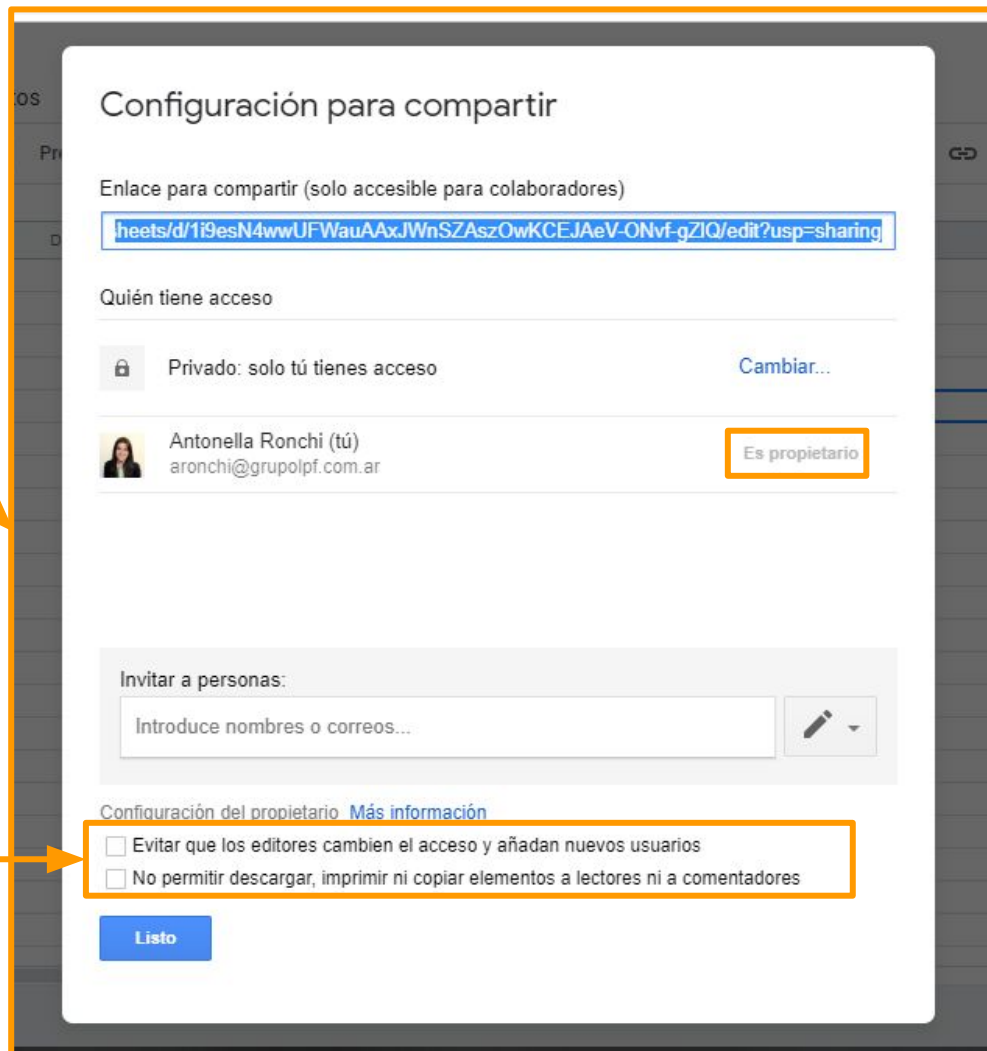 tos
Configuración para compartir
Pre
Enlace para compartir (solo accesible para colaboradores)
D
heets/d/1i9esN4wwUFWauAAxJWnSZAszOwKCEJAeV-ONvf-gZlQ/edit?usp=sharing
Quién tiene acceso
Privado: solo tú tienes acceso
Cambiar...
Antonella Ronchi (tú)
aronchi@grupolpf.com.ar
Es propietario
Invitar a personas:
Introduce nombres o correos...
Configuración del propietario Más información
Evitar que los editores cambien el acceso y añadan nuevos usuarios
No permitir descargar, imprimir ni copiar elementos a lectores ni a comentadores
Listo